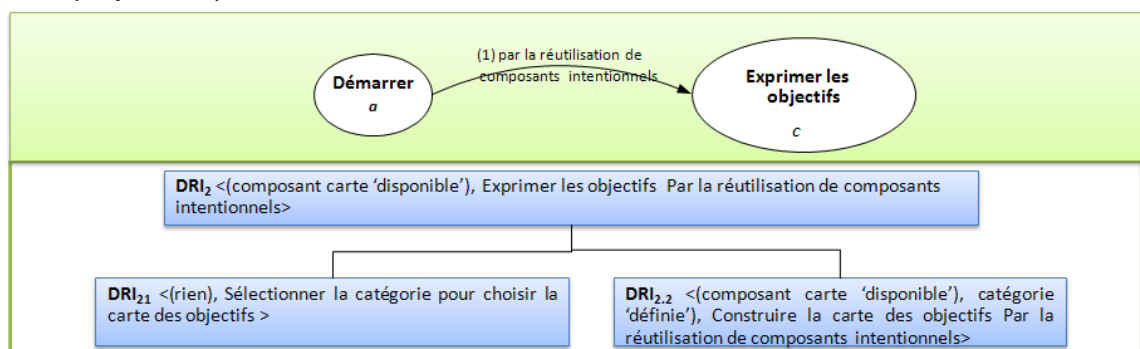 (1) par la réutilisation de
composants intentionnels
Démarrer
a
Exprimer les
objectifs
c
DRI2 <(composant carte ‘disponible’), Exprimer les objectifs Par la réutilisation de composants
intentionnels>
DRI21 <(rien), Sélectionner la catégorie pour choisir la
carte des objectifs >
DRI2.2 <(composant carte ‘disponible’), catégorie
‘définie’), Construire la carte des objectifs Par la
réutilisation de composants intentionnels>